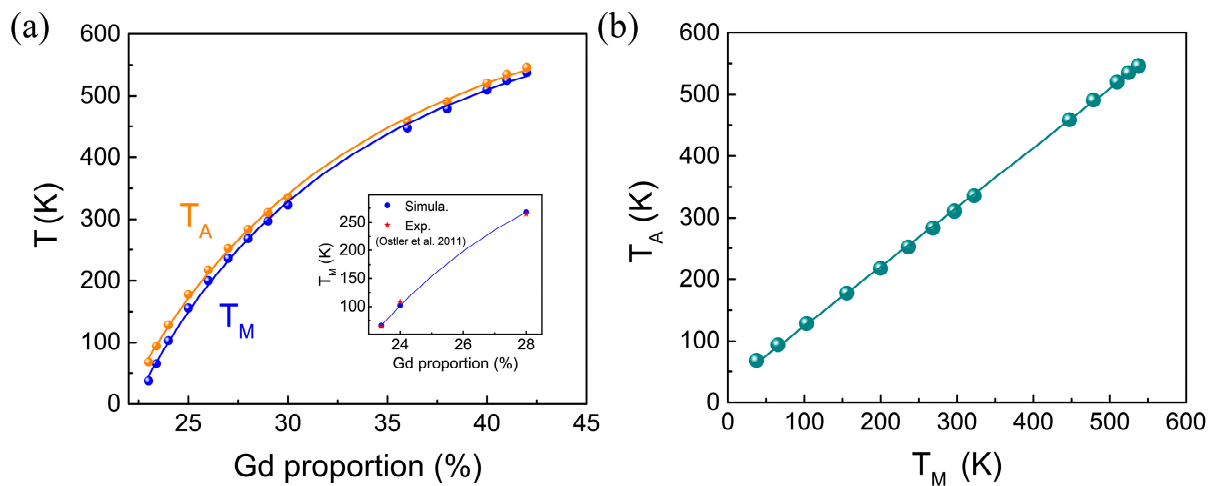 (a)
600
500
400
300
200
100
0
T (K)
T_A
T_M
25
30
35
40
45
Gd proportion (%)
Simula.
Exp.
(Ostler et al. 2011)
250
200
150
100
T_M (K)
24
26
28
Gd proportion (%)
(b)
600
500
400
300
200
100
0
T_A (K)
0
100
200
300
400
500
600
T_M (K)